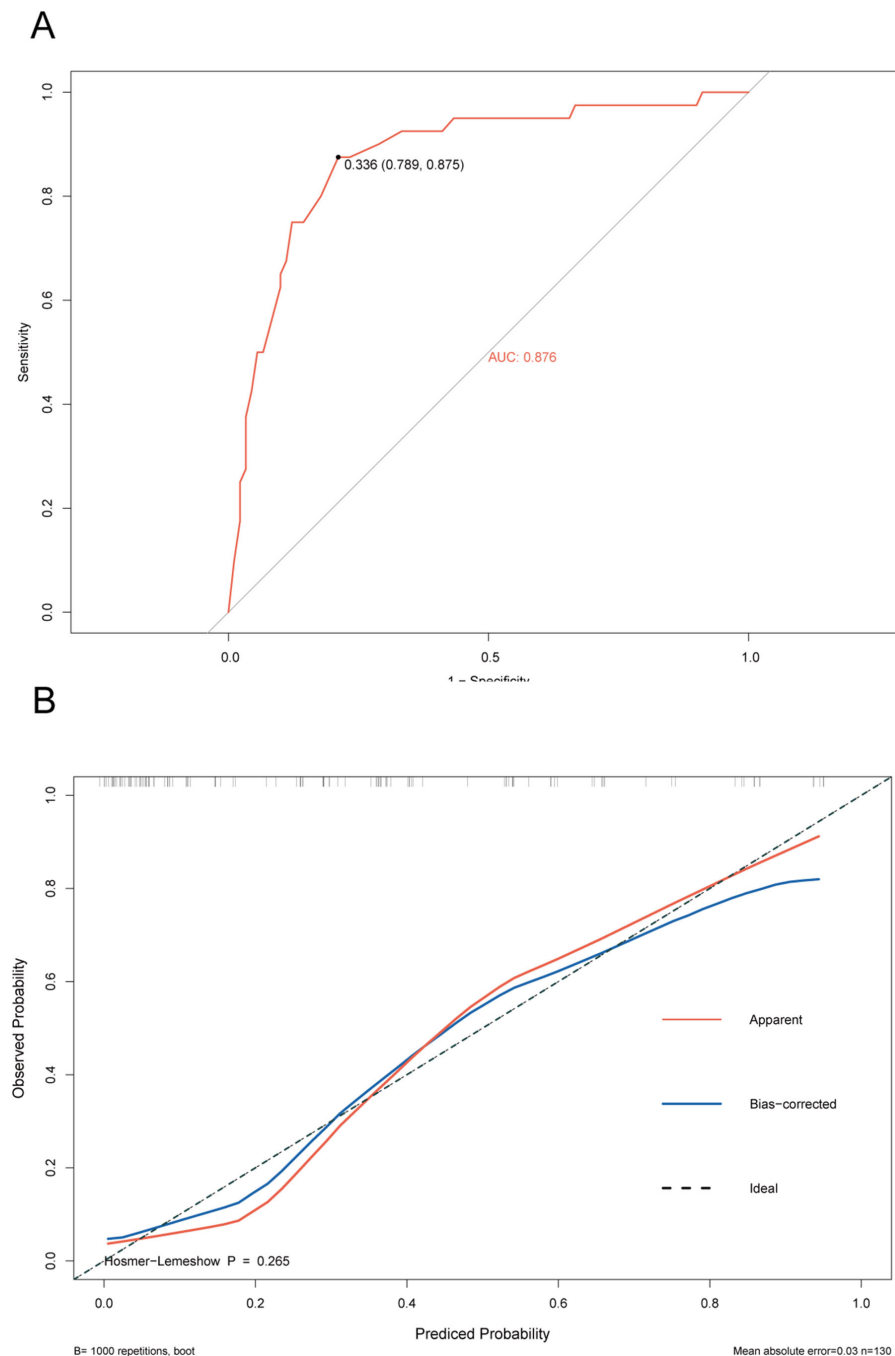 A
1.0
0.8
0.6
0.4
0.2
0.0
Sensitivity
0.336 (0.789, 0.875)
AUC: 0.876
0.0 0.5 1.0
1 − Specificity
B
1.0
0.8
0.6
0.4
0.2
0.0
Observed Probability
Apparent
Bias−corrected
Ideal
Hosmer−Lemeshow P = 0.265
0.0 0.2 0.4 0.6 0.8 1.0
Prediced Probability
B= 1000 repetitions, boot
Mean absolute error=0.03 n=130